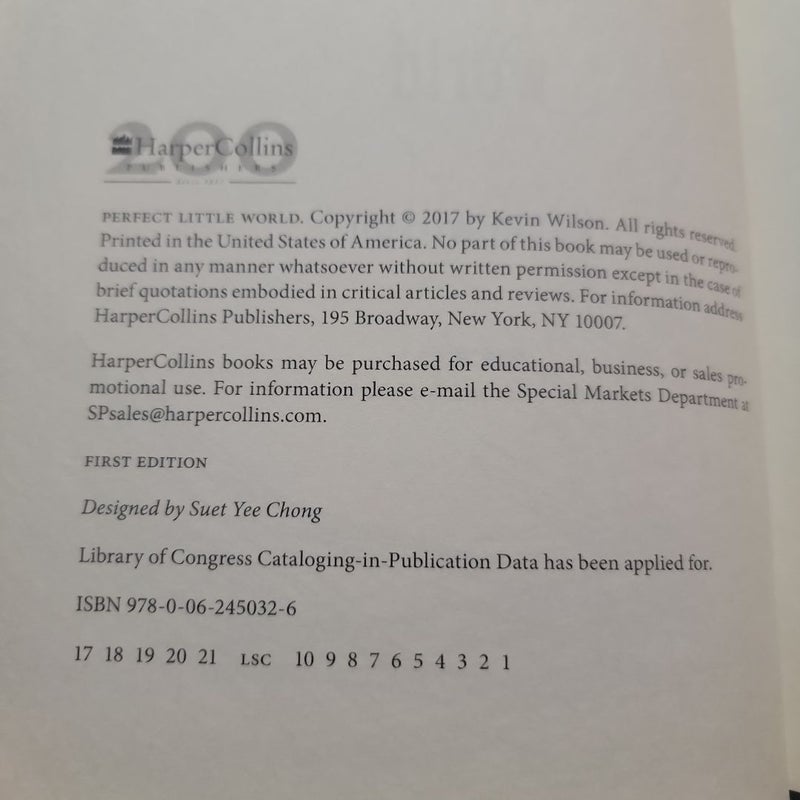 200
HarperCollins
PUBLISHERS
SINCE 1817
PERFECT LITTLE WORLD. Copyright © 2017 by Kevin Wilson. All rights reserved.
Printed in the United States of America. No part of this book may be used or repro-
duced in any manner whatsoever without written permission except in the case of
brief quotations embodied in critical articles and reviews. For information address
HarperCollins Publishers, 195 Broadway, New York, NY 10007.
HarperCollins books may be purchased for educational, business, or sales pro-
motional use. For information please e-mail the Special Markets Department at
SPsales@harpercollins.com.
FIRST EDITION
Designed by Suet Yee Chong
Library of Congress Cataloging-in-Publication Data has been applied for.
ISBN 978-0-06-245032-6
17 18 19 20 21 LSC 10 9 8 7 6 5 4 3 2 1